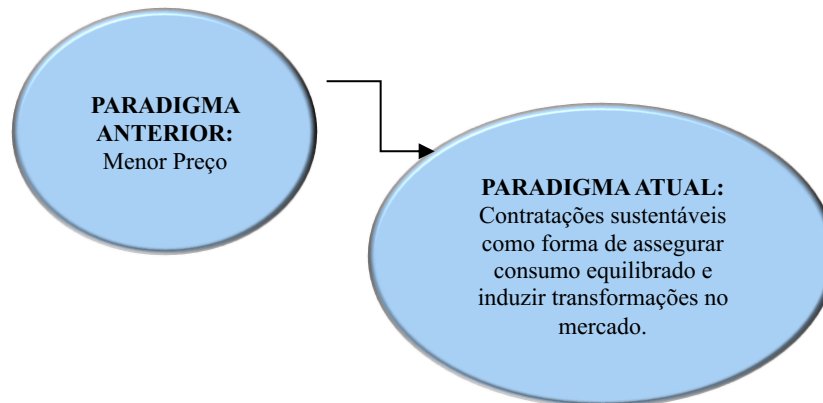 PARADIGMA
ANTERIOR:
Menor Preço
PARADIGMA ATUAL:
Contratações sustentáveis
como forma de assegurar
consumo equilibrado e
induzir transformações no
mercado.